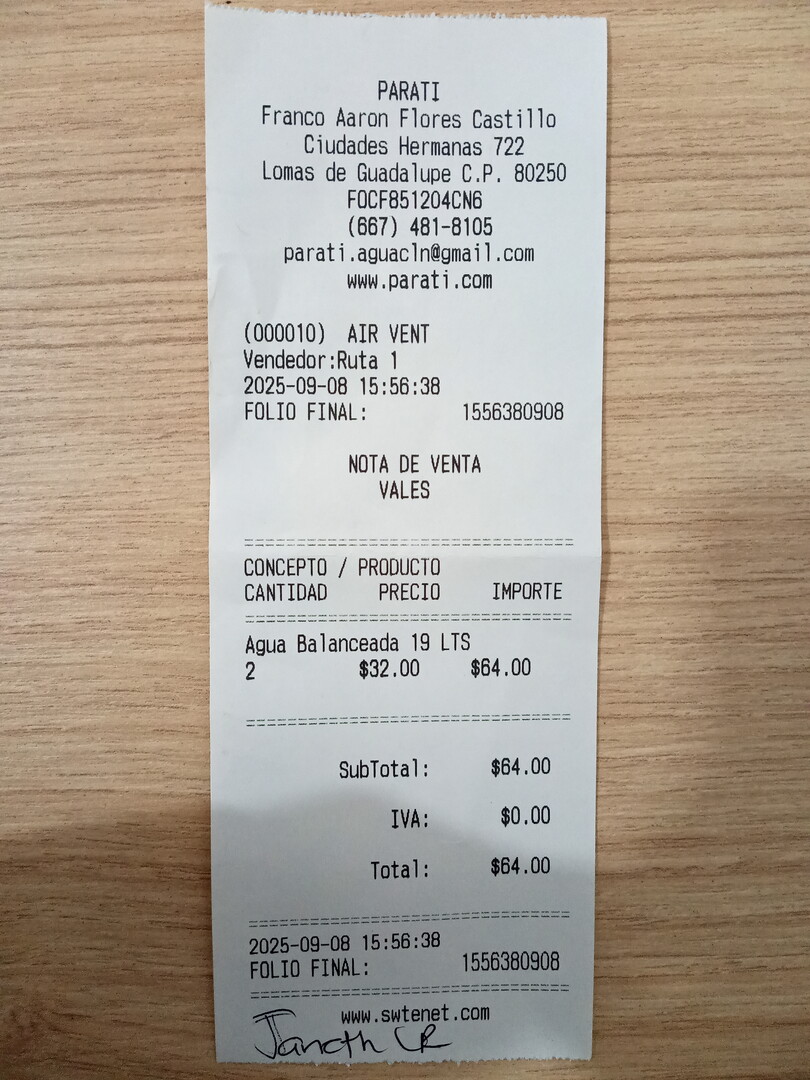 PARATI
Franco Aaron Flores Castillo
Ciudades Hermanas 722
Lomas de Guadalupe C.P. 80250
FOCF851204CN6
(667) 481-8105
parati.aguacln@gmail.com
www.parati.com
(000010) AIR VENT
Vendedor:Ruta 1
2025-09-08 15:56:38
FOLIO FINAL: 1556380908
NOTA DE VENTA
VALES
================================
CONCEPTO / PRODUCTO
CANTIDAD PRECIO IMPORTE
================================
Agua Balanceada 19 LTS
2 $32.00 $64.00
================================
SubTotal: $64.00
IVA: $0.00
Total: $64.00
================================
2025-09-08 15:56:38
FOLIO FINAL: 1556380908
================================
www.swtenet.com